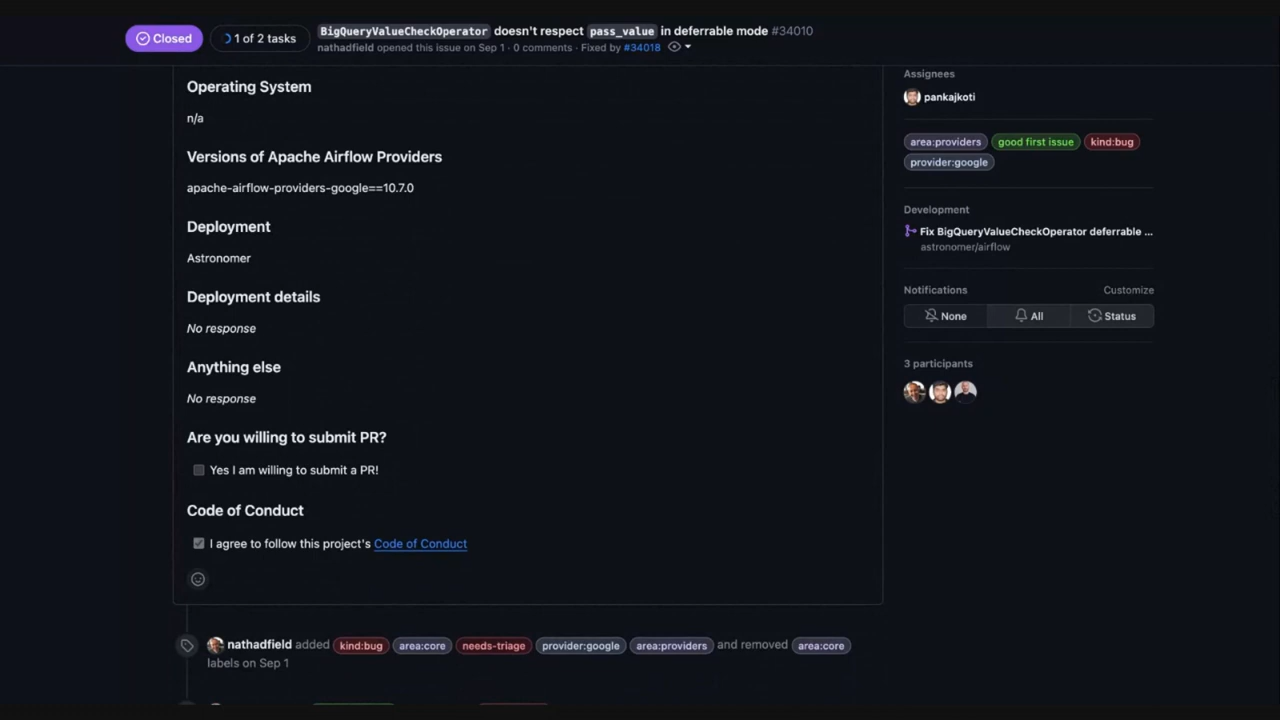 Closed
1 of 2 tasks
BigQueryValueCheckOperator doesn't respect pass_value in deferrable mode #34010
nathadfield opened this issue on Sep 1 · 0 comments · Fixed by #34018
Operating System
n/a
Versions of Apache Airflow Providers
apache-airflow-providers-google==10.7.0
Deployment
Astronomer
Deployment details
No response
Anything else
No response
Are you willing to submit PR?
Yes I am willing to submit a PR!
Code of Conduct
I agree to follow this project's Code of Conduct
nathadfield added kind:bug area:core needs-triage provider:google area:providers and removed area:core
labels on Sep 1
Assignees
pankajkoti
area:providers good first issue kind:bug
provider:google
Development
Fix BigQueryValueCheckOperator deferrable ...
astronomer/airflow
Notifications Customize
None All Status
3 participants